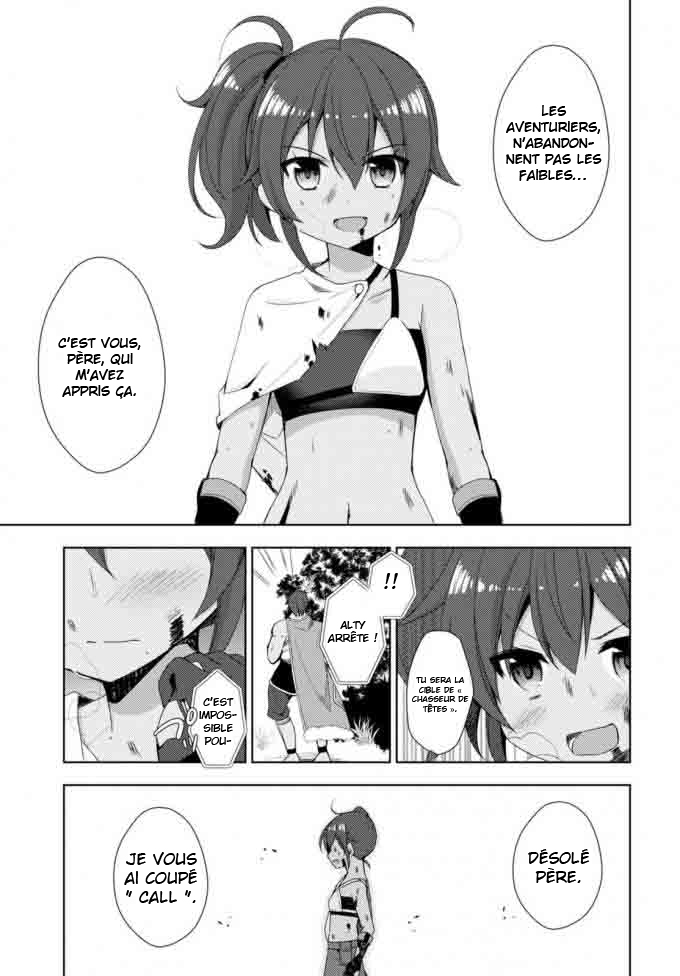 LES
AVENTURIERS,
N'ABANDON-
NENT PAS LES
FAIBLES...
C'EST VOUS,
PÈRE, QUI
M'AVEZ
APPRIS ÇA.
TU SERA LA
CIBLE DE «
CHASSEUR DE
TÊTES ».
!!
ALTY
ARRÊTE !
C'EST
IMPOS-
SIBLE
POU-
DÉSOLÉ
PÈRE.
JE VOUS
AI COUPÉ
" CALL ".